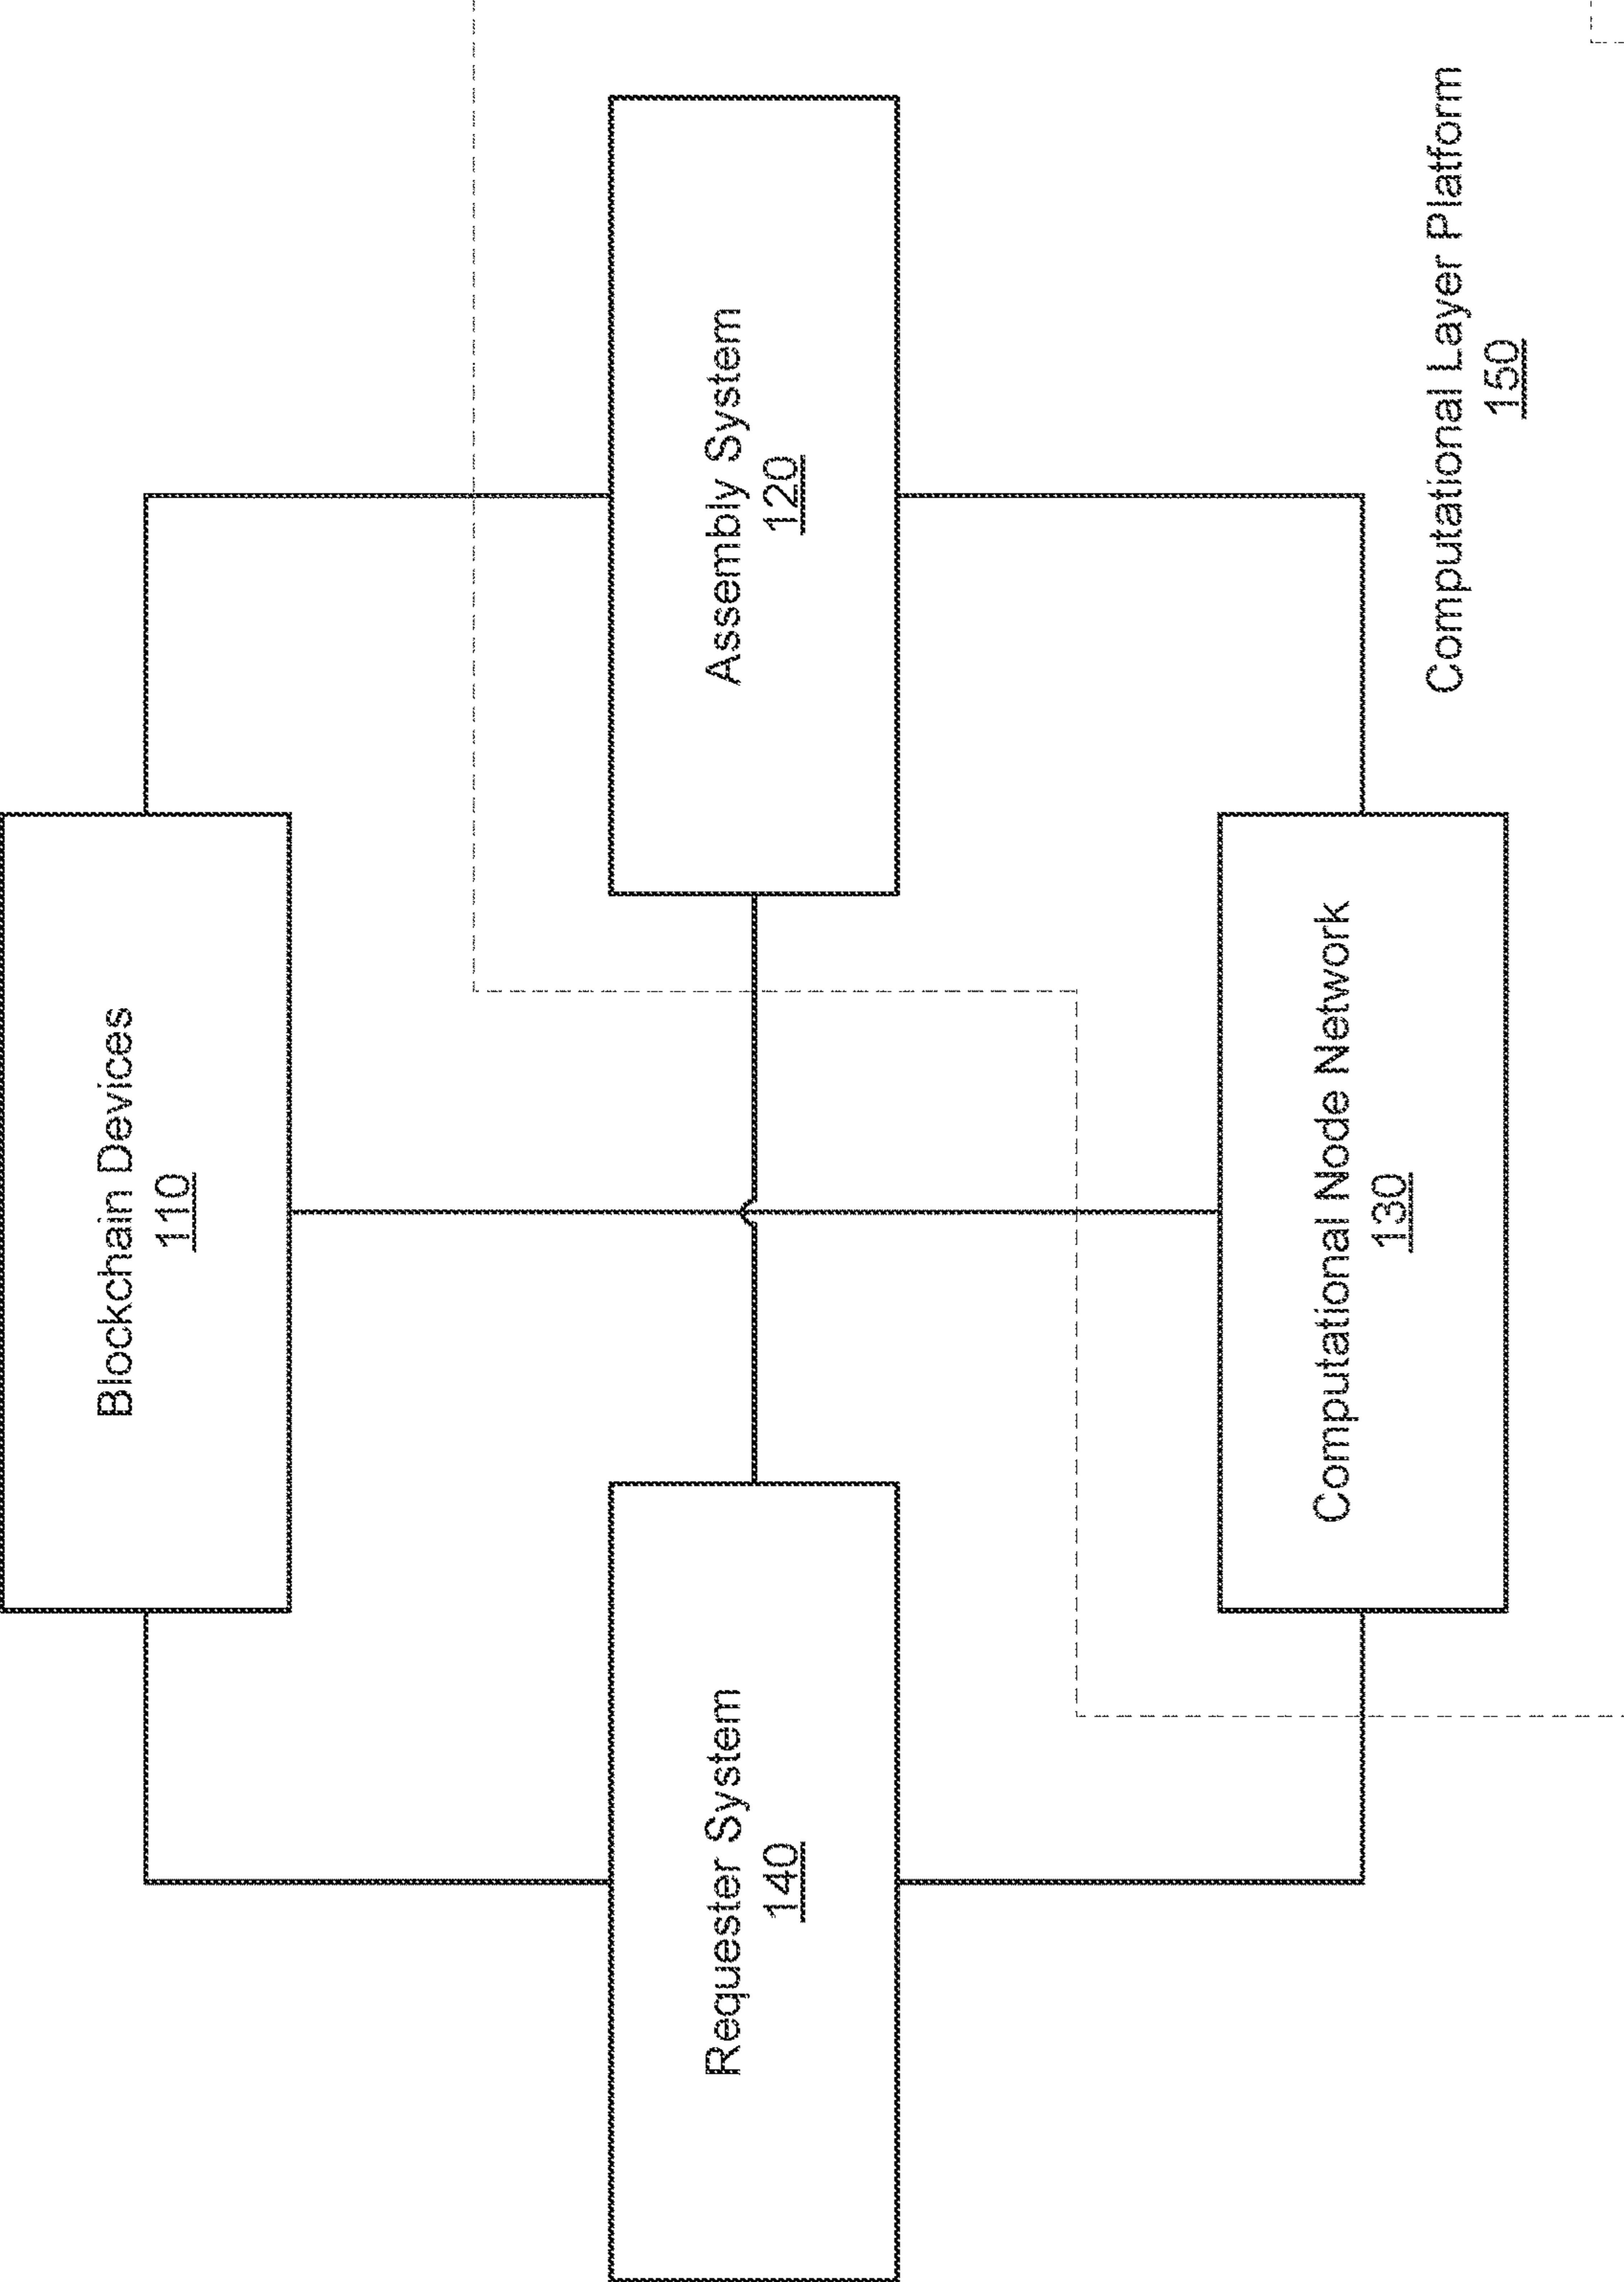 Blockchain Devices
110
Requester System
140
Assembly System
120
Computational Node Network
130
Computational Layer Platform
150